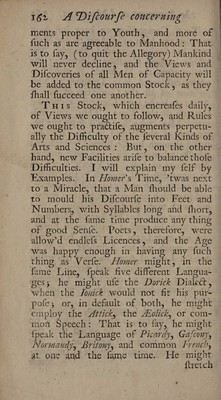 162 A Discourse concerning
ments proper to Youth, and more of
such as are agreeable to Manhood: That
is to say, (to quit the Allegory) Mankind
will never decline, and the Views and
Discoveries of all Men of Capacity will
be added to the common Stock, as they
shall succeed one another.
THIS Stock, which encreases daily,
of Views we ought to follow, and Rules
we ought to practise, augments perpetu-
ally the Difficulty of the several Kinds of
Arts and Sciences: But, on the other
hand, new Facilities arise to balance those
Difficulties. I will explain my self by
Examples. In Homer's Time, 'twas next
to a Miracle, that a Man should be able
to mould his Discourse into Feet and
Numbers, with Syllables long and short,
and at the same time produce any thing
of good Sense. Poets, therefore, were
allow'd endless Licences, and the Age
was happy enough in having any such
thing as Verse. Homer might, in the
same Line, speak five different Langua-
ges; he might use the Dorick Dialect,
when the Ionick would not fit his pur-
pose; or, in default of both, he might
employ the Attick, the Æolick, or com-
mon Speech: That is to say, he might
speak the Language of Picardy, Gascony,
Normandy, Britony, and common French,
at one and the same time. He might
stretch